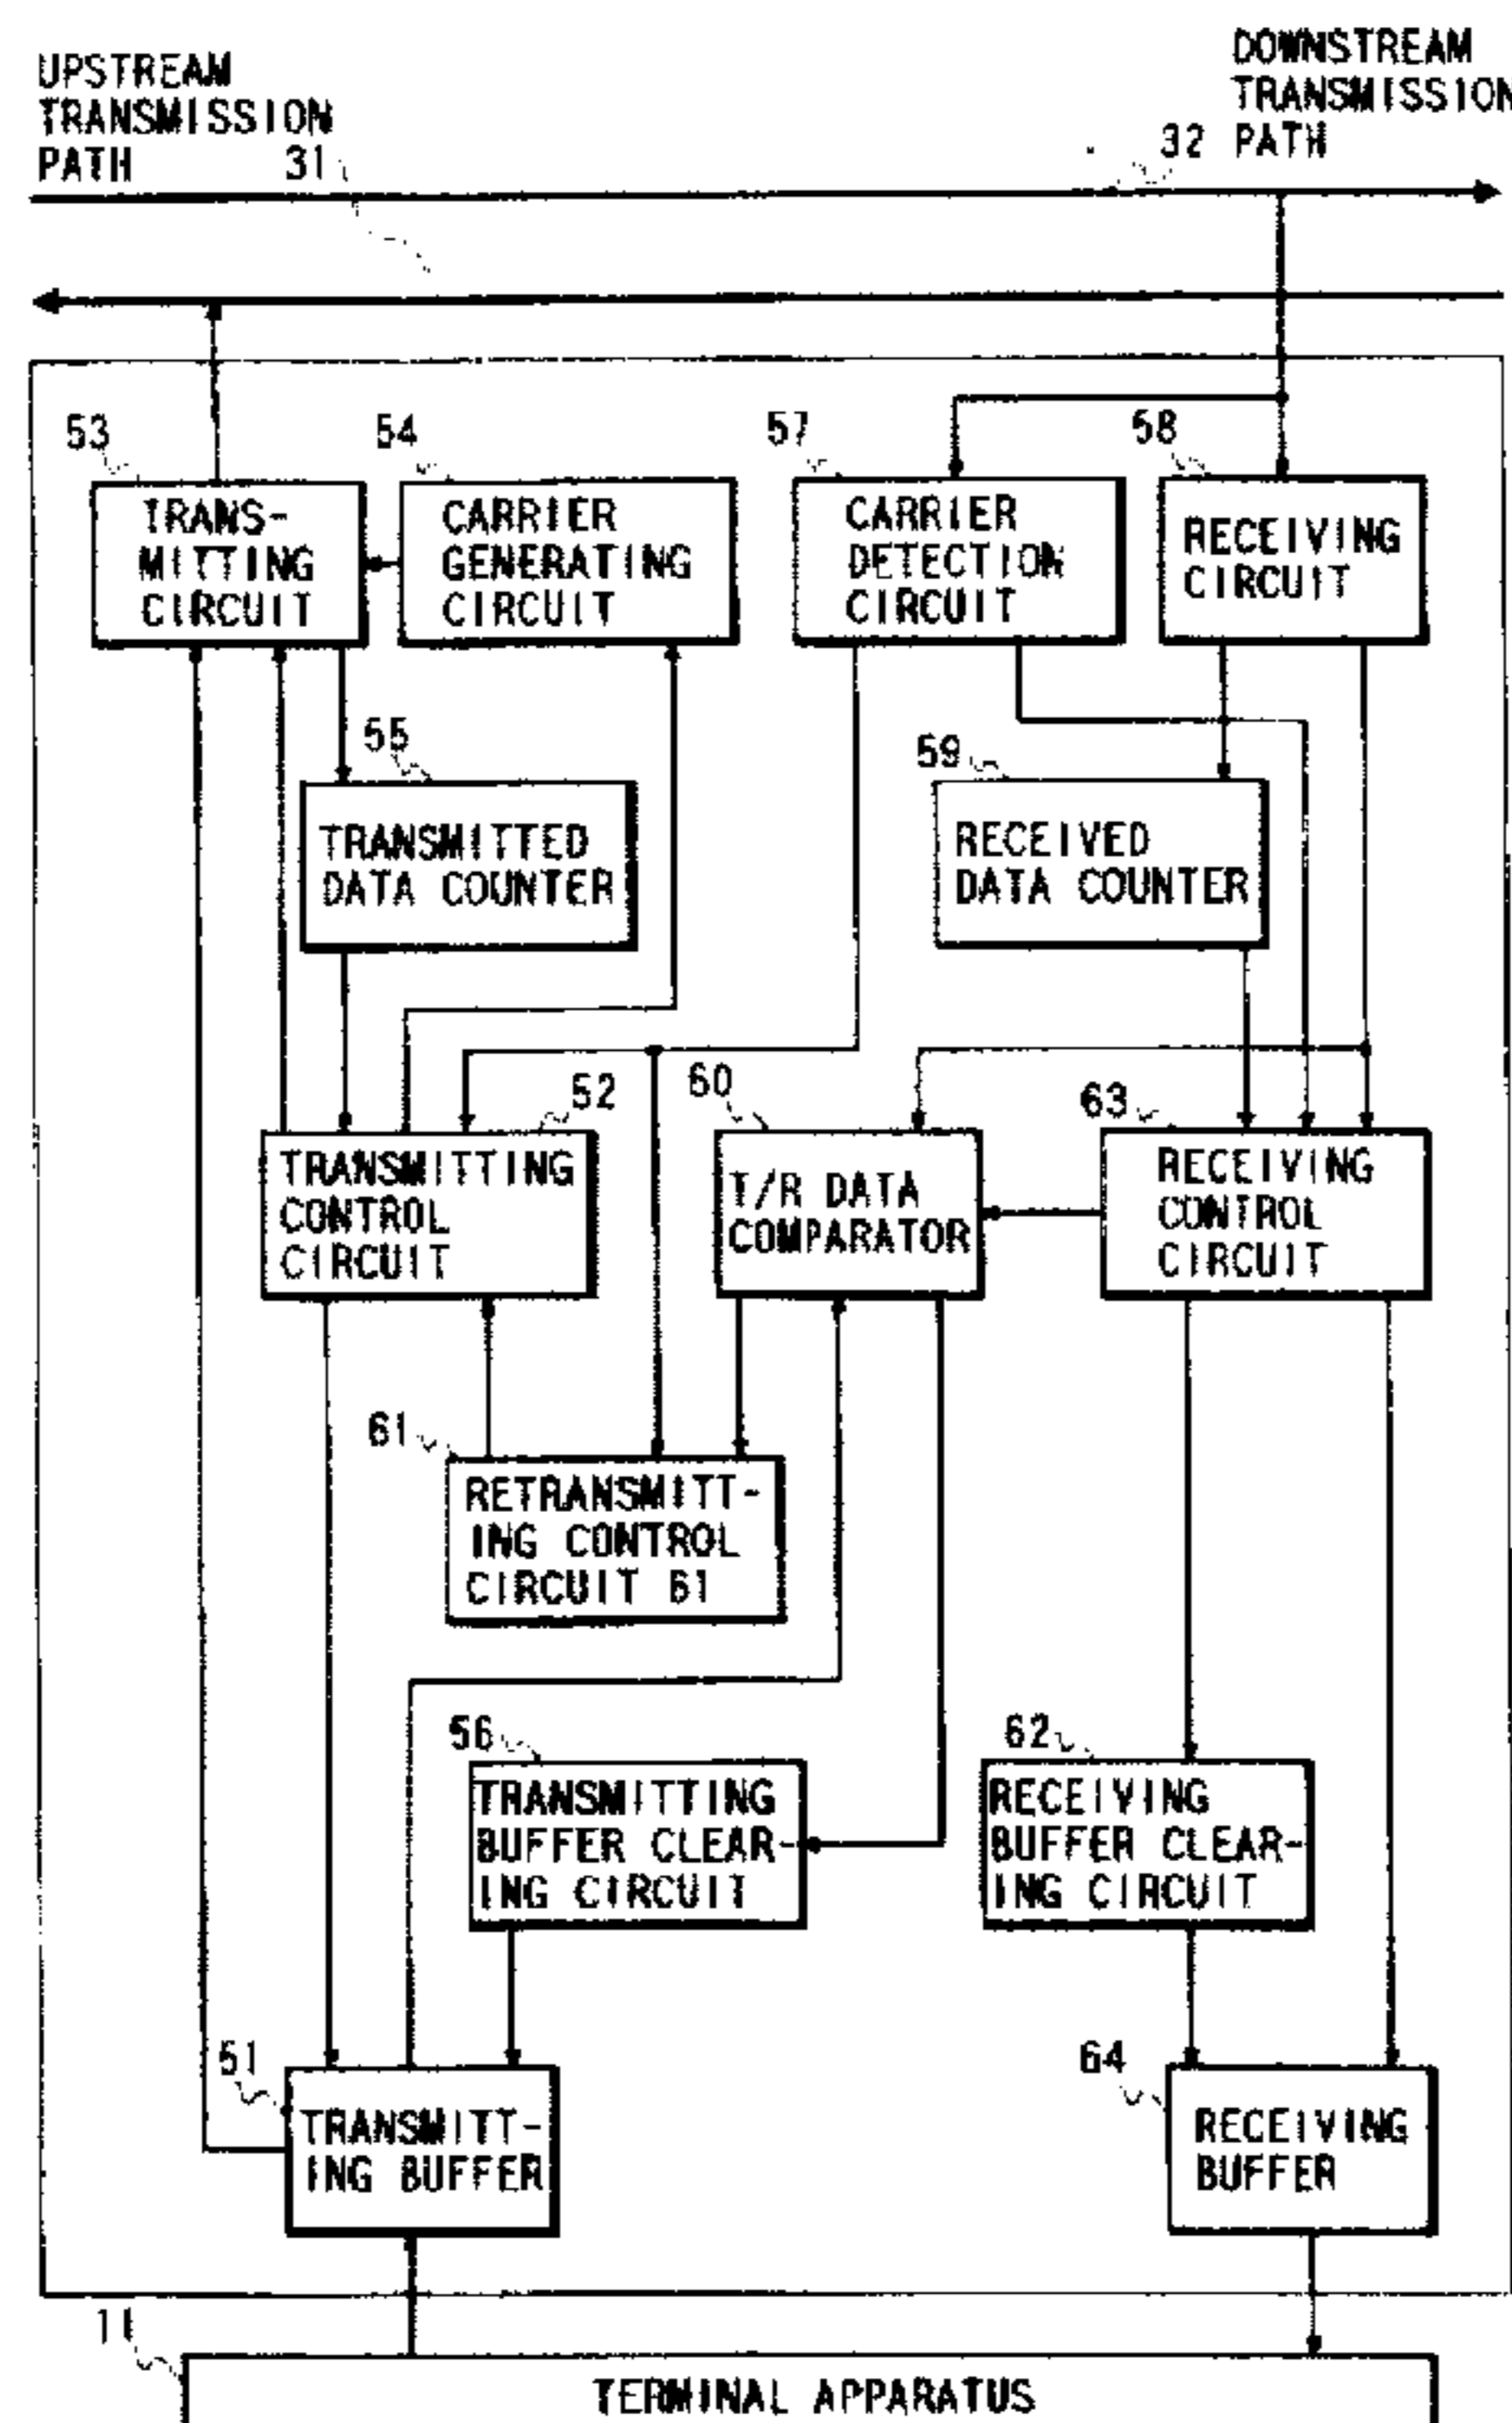 UPSTREAM
TRANSMISSION
PATH
31
DOWNSTREAM
TRANSMISSION
PATH
32
53
54
57
58
TRANS-
MITTING
CIRCUIT
CARRIER
GENERATING
CIRCUIT
CARRIER
DETECTION
CIRCUIT
RECEIVING
CIRCUIT
55
59
TRANSMITTED
DATA COUNTER
RECEIVED
DATA COUNTER
52
60
63
TRANSMITTING
CONTROL
CIRCUIT
T/R DATA
COMPARATOR
RECEIVING
CONTROL
CIRCUIT
61
RETRANSMITT-
ING CONTROL
CIRCUIT 61
56
62
TRANSMITTING
BUFFER CLEAR-
ING CIRCUIT
RECEIVING
BUFFER CLEAR-
ING CIRCUIT
51
64
TRANSMITT-
ING BUFFER
RECEIVING
BUFFER
11
TERMINAL APPARATUS